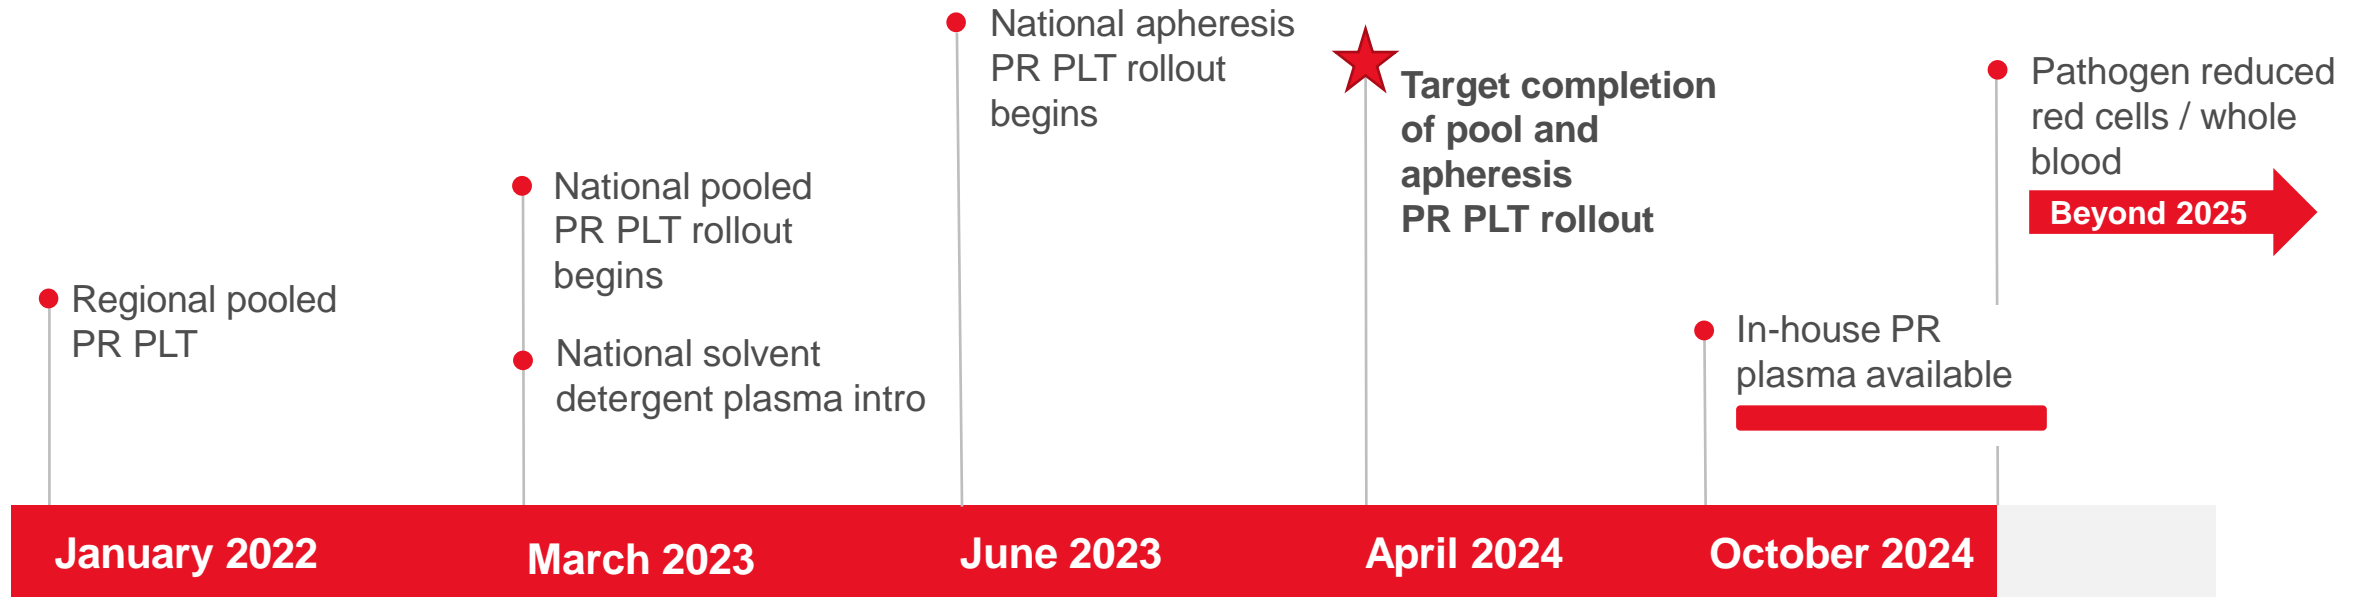 Regional pooled
PR PLT
National pooled
PR PLT rollout
begins
National solvent
detergent plasma intro
National apheresis
PR PLT rollout
begins
Target completion
of pool and
apheresis
PR PLT rollout
In-house PR
plasma available
Pathogen reduced
red cells / whole
blood
Beyond 2025
January 2022
March 2023
June 2023
April 2024
October 2024